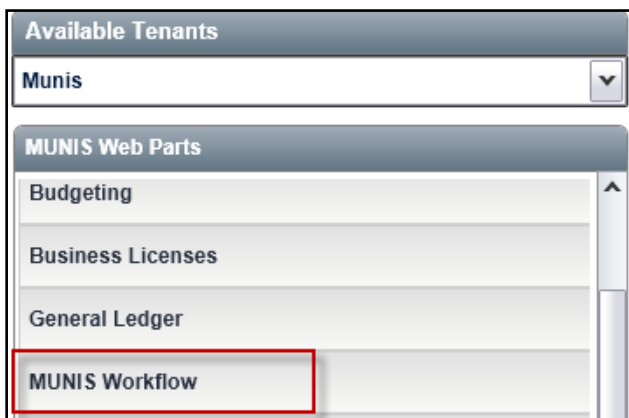 Available Tenants
Munis
MUNIS Web Parts
Budgeting
Business Licenses
General Ledger
MUNIS Workflow